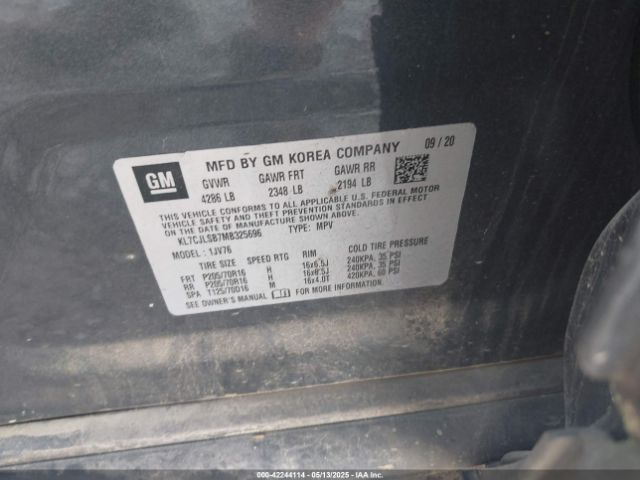 GM
MFD BY GM KOREA COMPANY 09/20
GVWR GAWR FRT GAWR RR
4286 LB 2348 LB 2194 LB
THIS VEHICLE CONFORMS TO ALL APPLICABLE U.S. FEDERAL MOTOR
VEHICLE SAFETY AND THEFT PREVENTION STANDARDS IN EFFECT
ON THE DATE OF MANUFACTURE SHOWN ABOVE.
KL7CJLSB7MB325696 TYPE: MPV
MODEL: 1JV76
TIRE SIZE SPEED RTG RIM COLD TIRE PRESSURE
FRT P205/70R16 H 16x6.5J 240KPA, 35 PSI
RR P205/70R16 H 16x6.5J 240KPA, 35 PSI
SPA T125/70D16 M 16x4.0T 420KPA, 60 PSI
SEE OWNER'S MANUAL FOR MORE INFORMATION.
000-42244114 05/13/2025 IAAI.COM